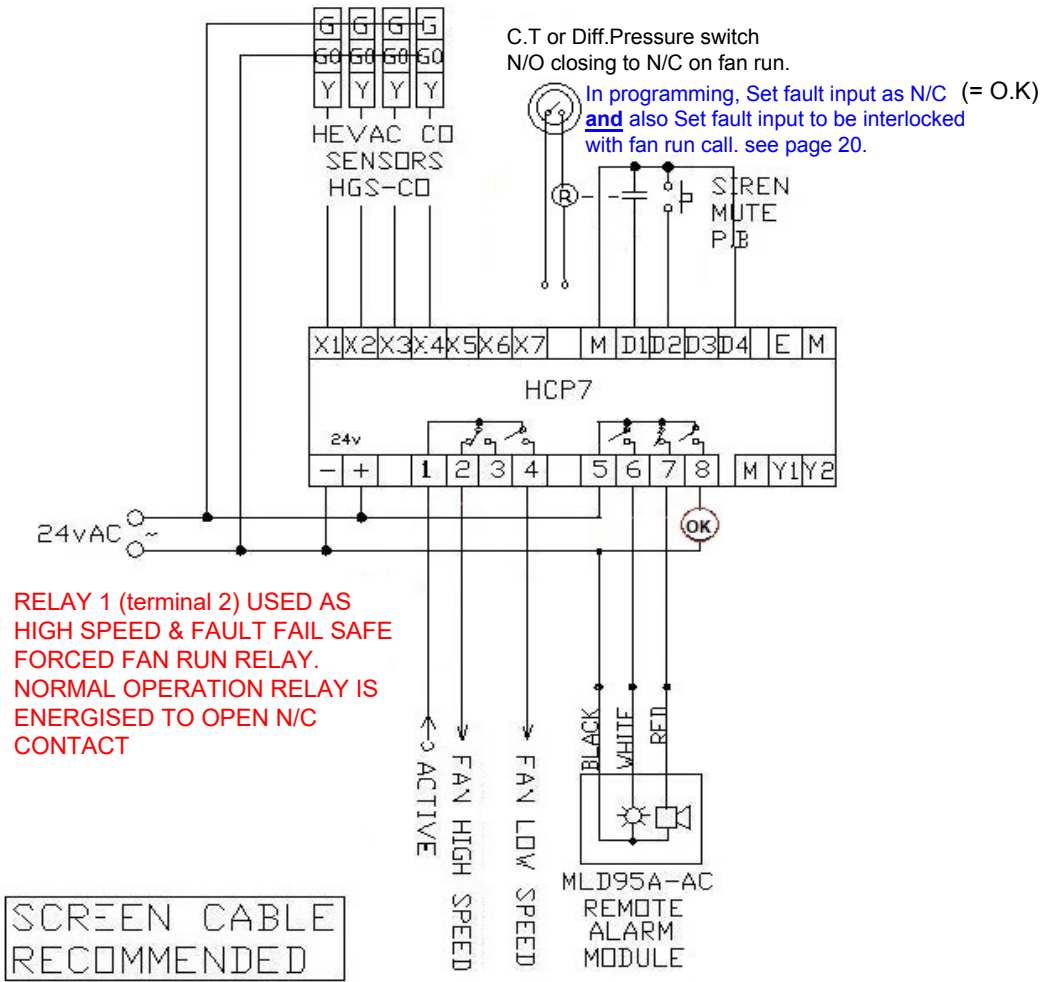 G G G G
G0 G0 G0 G0
Y Y Y Y
HEVAC CO
SENSORS
HGS-CO
C.T or Diff.Pressure switch
N/O closing to N/C on fan run.
In programming, Set fault input as N/C (= O.K)
and also Set fault input to be interlocked
with fan run call. see page 20.
R
SIREN
MUTE
P.B
X1 X2 X3 X4 X5 X6 X7 M D1 D2 D3 D4 E M
HCP7
24v
- + 1 2 3 4 5 6 7 8 M Y1 Y2
24vAC ~
OK
RELAY 1 (terminal 2) USED AS
HIGH SPEED & FAULT FAIL SAFE
FORCED FAN RUN RELAY.
NORMAL OPERATION RELAY IS
ENERGISED TO OPEN N/C
CONTACT
ACTIVE
FAN HIGH SPEED
FAN LOW SPEED
BLACK
WHITE
RED
MLD95A-AC
REMOTE
ALARM
MODULE
SCREEN CABLE
RECOMMENDED